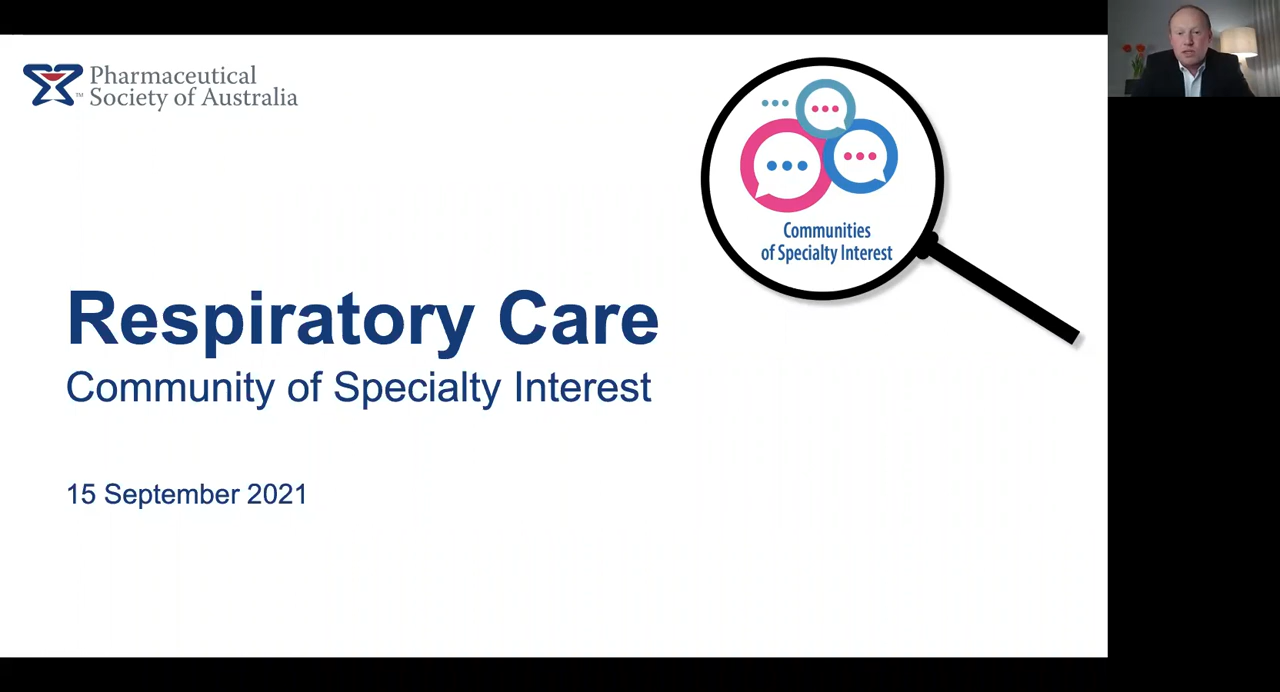 Pharmaceutical
Society of Australia
Communities
of Specialty Interest
Respiratory Care
Community of Specialty Interest
15 September 2021